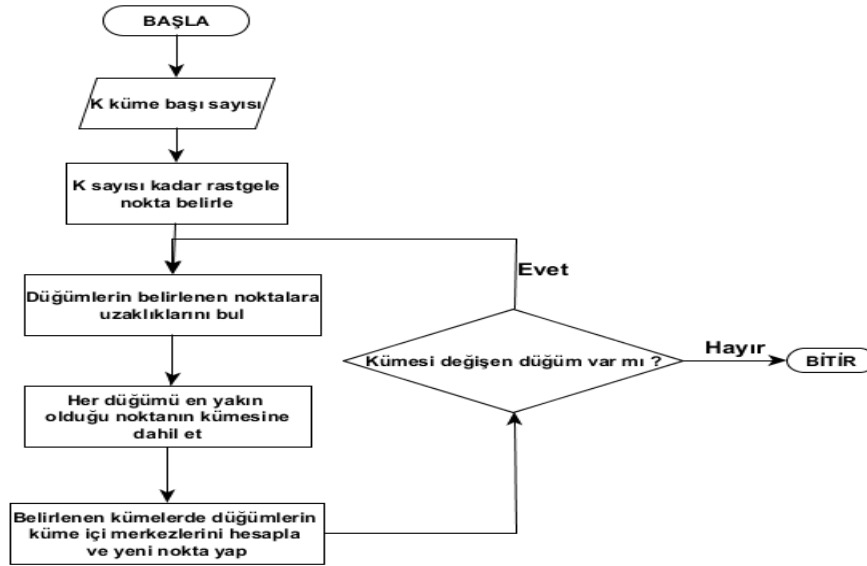 BAŞLA
K küme başı sayısı
K sayısı kadar rastgele
nokta belirle
Düğümlerin belirlenen noktalara
uzaklıklarını bul
Her düğümü en yakın
olduğu noktanın kümesine
dahil et
Belirlenen kümelerde düğümlerin
küme içi merkezlerini hesapla
ve yeni nokta yap
Evet
Kümesi değişen düğüm var mı ?
Hayır
BİTİR